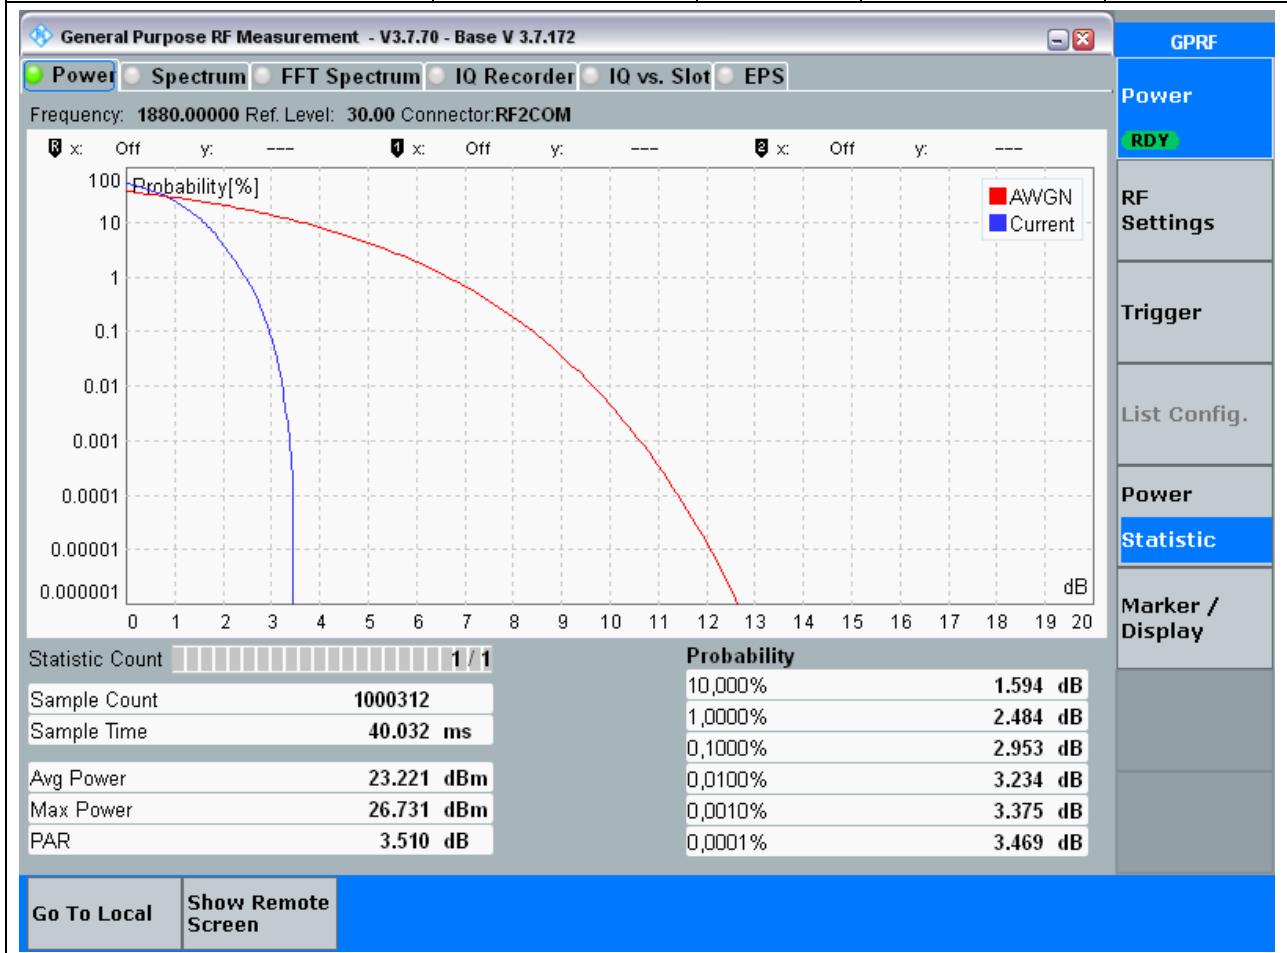 General Purpose RF Measurement - V3.7.70 - Base V 3.7.172
GPRF
Power Spectrum FFT Spectrum IQ Recorder IQ vs. Slot EPS
Frequency: 1880.00000 Ref. Level: 30.00 Connector:RF2COM
R x: Off y: --- 1 x: Off y: --- 2 x: Off y: ---
Probability[%]
100
10
1
0.1
0.01
0.001
0.0001
0.00001
0.000001
AWGN
Current
dB
0 1 2 3 4 5 6 7 8 9 10 11 12 13 14 15 16 17 18 19 20
Statistic Count 1 / 1
Sample Count 1000312
Sample Time 40.032 ms
Avg Power 23.221 dBm
Max Power 26.731 dBm
PAR 3.510 dB
Probability
10,000% 1.594 dB
1,0000% 2.484 dB
0,1000% 2.953 dB
0,0100% 3.234 dB
0,0010% 3.375 dB
0,0001% 3.469 dB
Power
RDY
RF
Settings
Trigger
List Config.
Power
Statistic
Marker /
Display
Go To Local
Show Remote
Screen